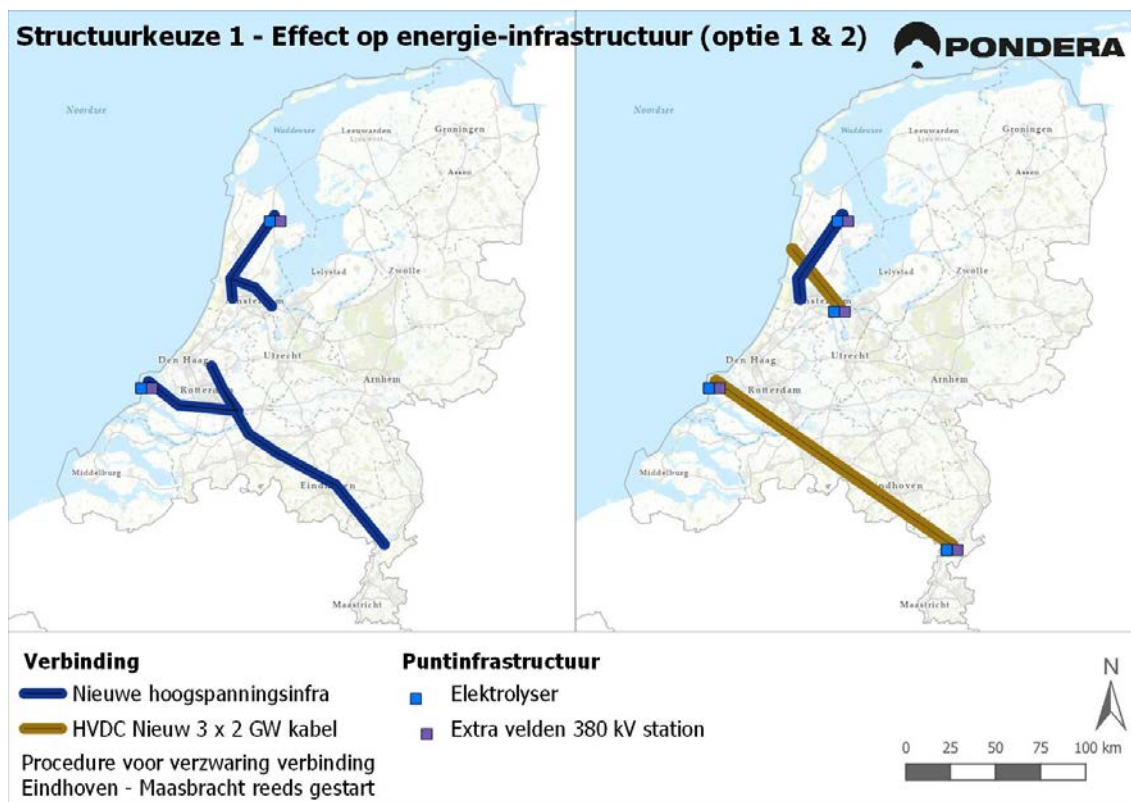 Structuurkeuze 1 - Effect op energie-infrastructuur (optie 1 & 2)
PONDERA
Noordzee
Waddenzee
Leeuwarden
Ljouwert
Groningen
Assen
Lelystad
Zwolle
Amsterdam
Den Haag
Utrecht
Rotterdam
Arnhem
Middelburg
Eindhoven
Maastricht
Noordzee
Waddenzee
Leeuwarden
Ljouwert
Groningen
Assen
Lelystad
Zwolle
Amsterdam
Den Haag
Utrecht
Rotterdam
Arnhem
Middelburg
Eindhoven
Maastricht
Verbinding
Nieuwe hoogspanningsinfra
HVDC Nieuw 3 x 2 GW kabel
Procedure voor verzwaring verbinding
Eindhoven - Maasbracht reeds gestart
Puntinfrastructuur
Elektrolyser
Extra velden 380 kV station
N
0 25 50 75 100 km